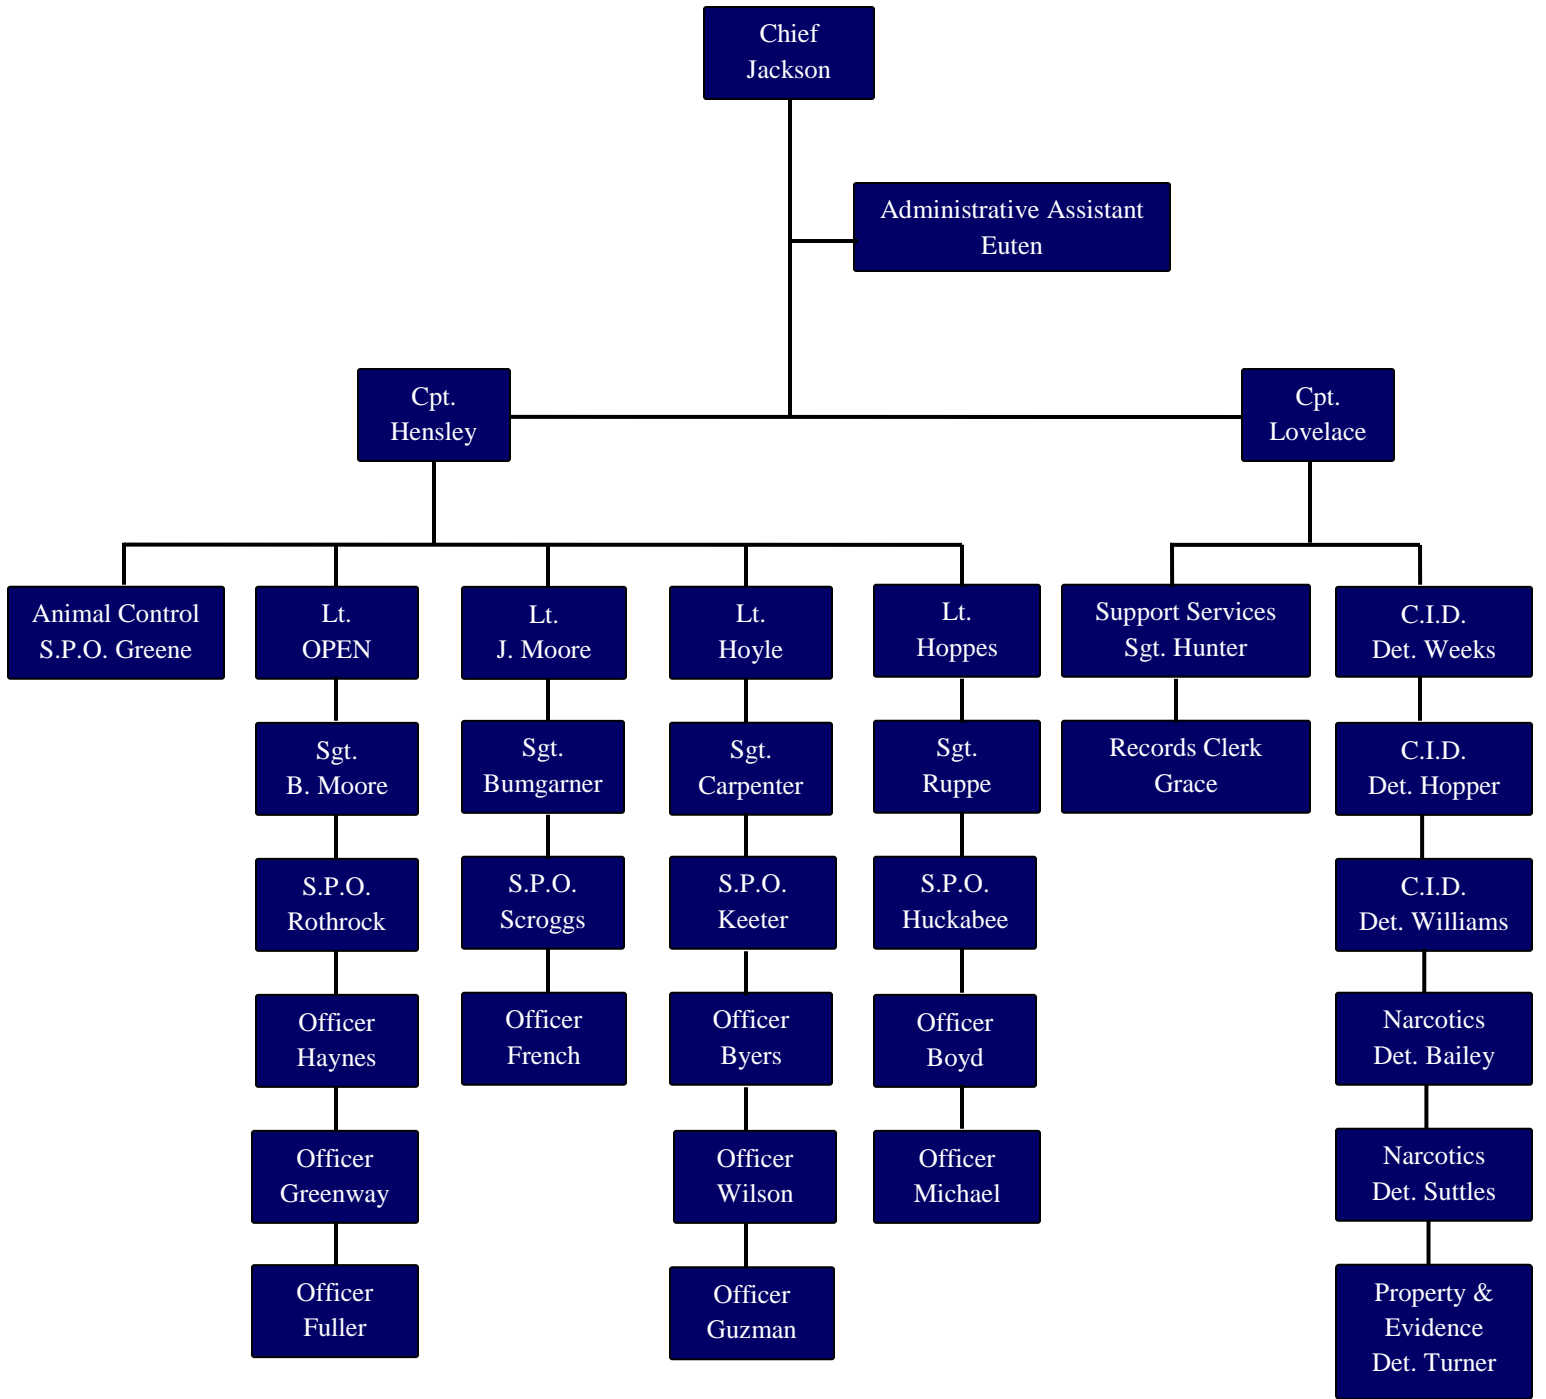 Chief
Jackson
Administrative Assistant
Euten
Cpt.
Hensley
Cpt.
Lovelace
Animal Control
S.P.O. Greene
Lt.
OPEN
Lt.
J. Moore
Lt.
Hoyle
Lt.
Hoppes
Support Services
Sgt. Hunter
C.I.D.
Det. Weeks
Sgt.
B. Moore
Sgt.
Bumgarner
Sgt.
Carpenter
Sgt.
Ruppe
Records Clerk
Grace
C.I.D.
Det. Hopper
S.P.O.
Rothrock
S.P.O.
Scroggs
S.P.O.
Keeter
S.P.O.
Huckabee
C.I.D.
Det. Williams
Officer
Haynes
Officer
French
Officer
Byers
Officer
Boyd
Narcotics
Det. Bailey
Officer
Greenway
Officer
Wilson
Officer
Michael
Narcotics
Det. Suttles
Officer
Fuller
Officer
Guzman
Property &
Evidence
Det. Turner